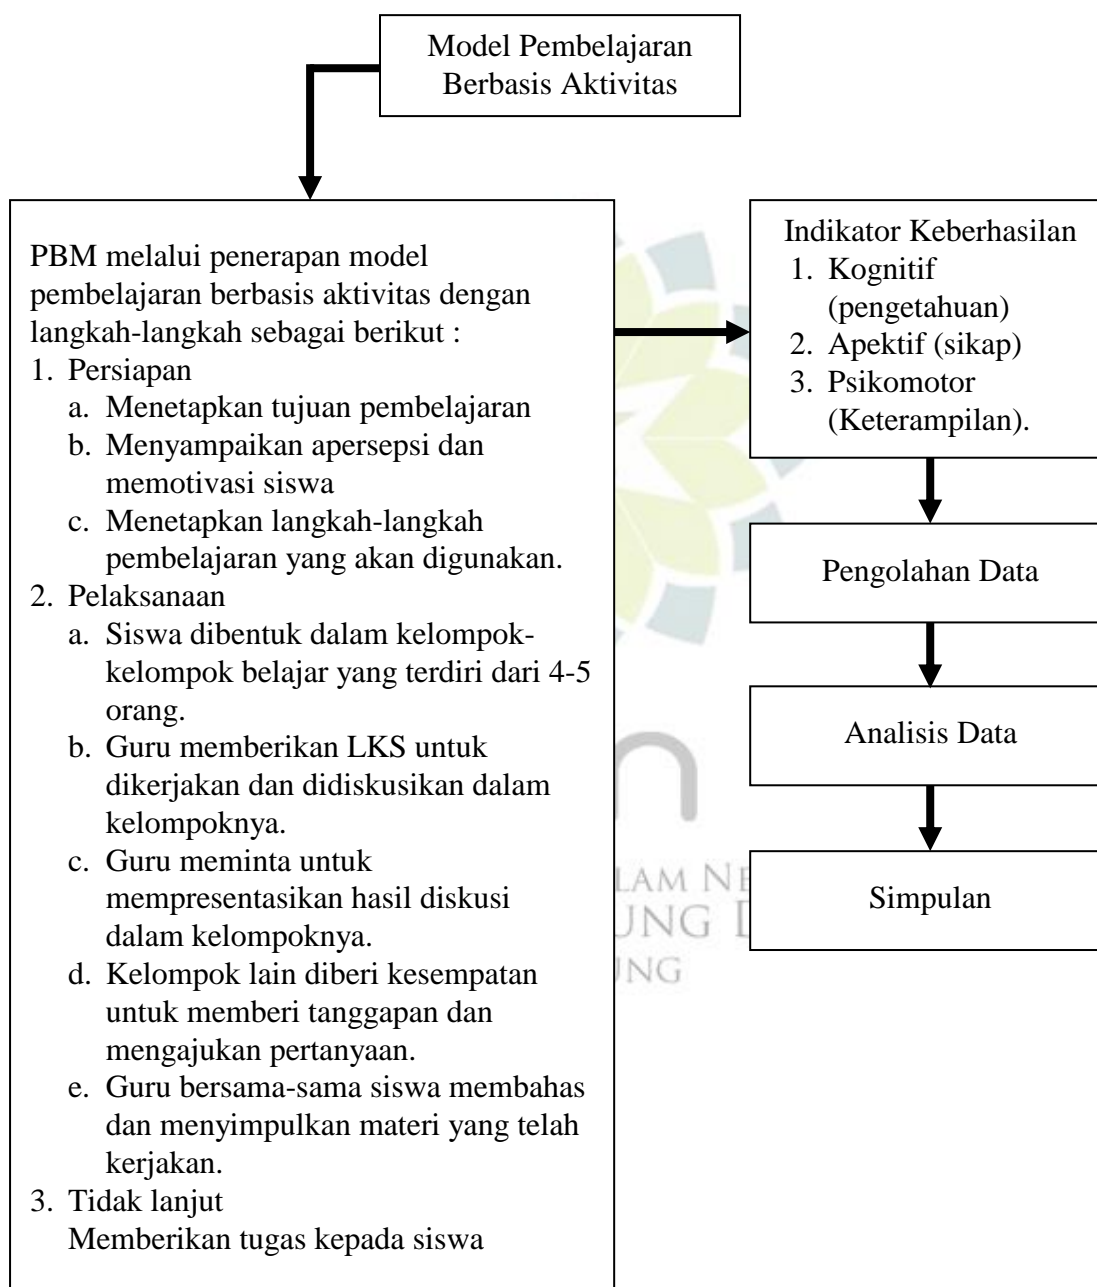 Model Pembelajaran
Berbasis Aktivitas
PBM melalui penerapan model
pembelajaran berbasis aktivitas dengan
langkah-langkah sebagai berikut :
1. Persiapan
a. Menetapkan tujuan pembelajaran
b. Menyampaikan apersepsi dan
memotivasi siswa
c. Menetapkan langkah-langkah
pembelajaran yang akan digunakan.
2. Pelaksanaan
a. Siswa dibentuk dalam kelompok-
kelompok belajar yang terdiri dari 4-5
orang.
b. Guru memberikan LKS untuk
dikerjakan dan didiskusikan dalam
kelompoknya.
c. Guru meminta untuk
mempresentasikan hasil diskusi
dalam kelompoknya.
d. Kelompok lain diberi kesempatan
untuk memberi tanggapan dan
mengajukan pertanyaan.
e. Guru bersama-sama siswa membahas
dan menyimpulkan materi yang telah
kerjakan.
3. Tidak lanjut
Memberikan tugas kepada siswa
Indikator Keberhasilan
1. Kognitif
(pengetahuan)
2. Apektif (sikap)
3. Psikomotor
(Keterampilan).
Pengolahan Data
Analisis Data
Simpulan